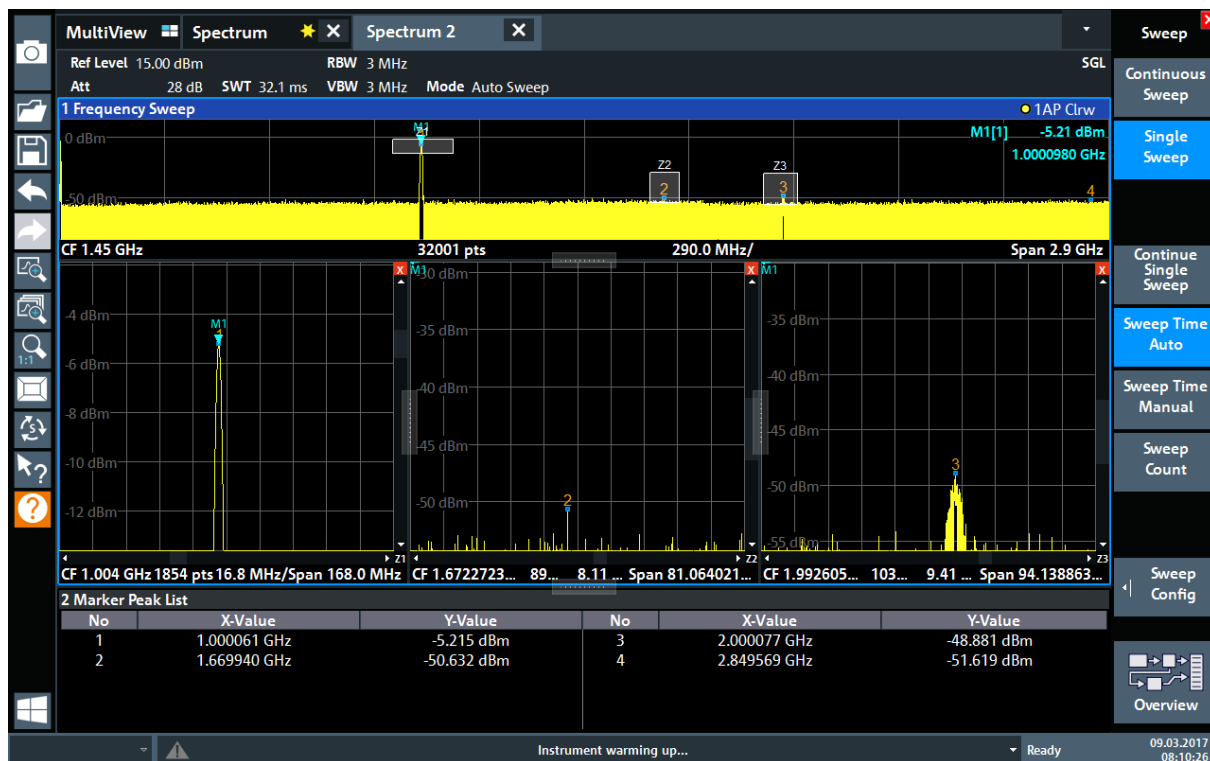 MultiView Spectrum Spectrum 2
Ref Level 15.00 dBm RBW 3 MHz SGL
Att 28 dB SWT 32.1 ms VBW 3 MHz Mode Auto Sweep
1 Frequency Sweep 1AP Clrw
0 dBm
-50 dBm
M1
Z1
Z2
2
Z3
3
4
M1[1] -5.21 dBm
1.0000980 GHz
CF 1.45 GHz 32001 pts 290.0 MHz/ Span 2.9 GHz
X
-4 dBm
-6 dBm
-8 dBm
-10 dBm
-12 dBm
M1
1
Z1
CF 1.004 GHz 1854 pts 16.8 MHz/ Span 168.0 MHz
M1
X
-30 dBm
-35 dBm
-40 dBm
-45 dBm
-50 dBm
2
Z2
CF 1.6722723... 89... 8.11 ... Span 81.064021...
M1
X
-35 dBm
-40 dBm
-45 dBm
-50 dBm
-55 dBm
3
Z3
CF 1.992605... 103... 9.41 ... Span 94.138863...
2 Marker Peak List
No X-Value Y-Value No X-Value Y-Value
1 1.000061 GHz -5.215 dBm 3 2.000077 GHz -48.881 dBm
2 1.669940 GHz -50.632 dBm 4 2.849569 GHz -51.619 dBm
Instrument warming up... Ready
09.03.2017
08:10:26
1:1
S
?
?
Sweep
Continuous
Sweep
Single
Sweep
Continue
Single
Sweep
Sweep Time
Auto
Sweep Time
Manual
Sweep
Count
Sweep
Config
Overview